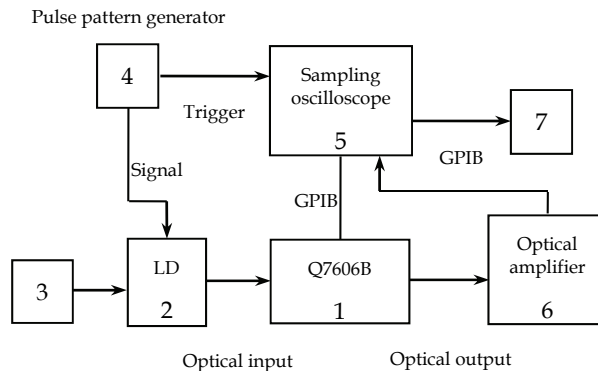 Pulse pattern generator
4
Trigger
Sampling
oscilloscope
5
GPIB
7
Signal
GPIB
3
LD
2
Q7606B
1
Optical
amplifier
6
Optical input
Optical output